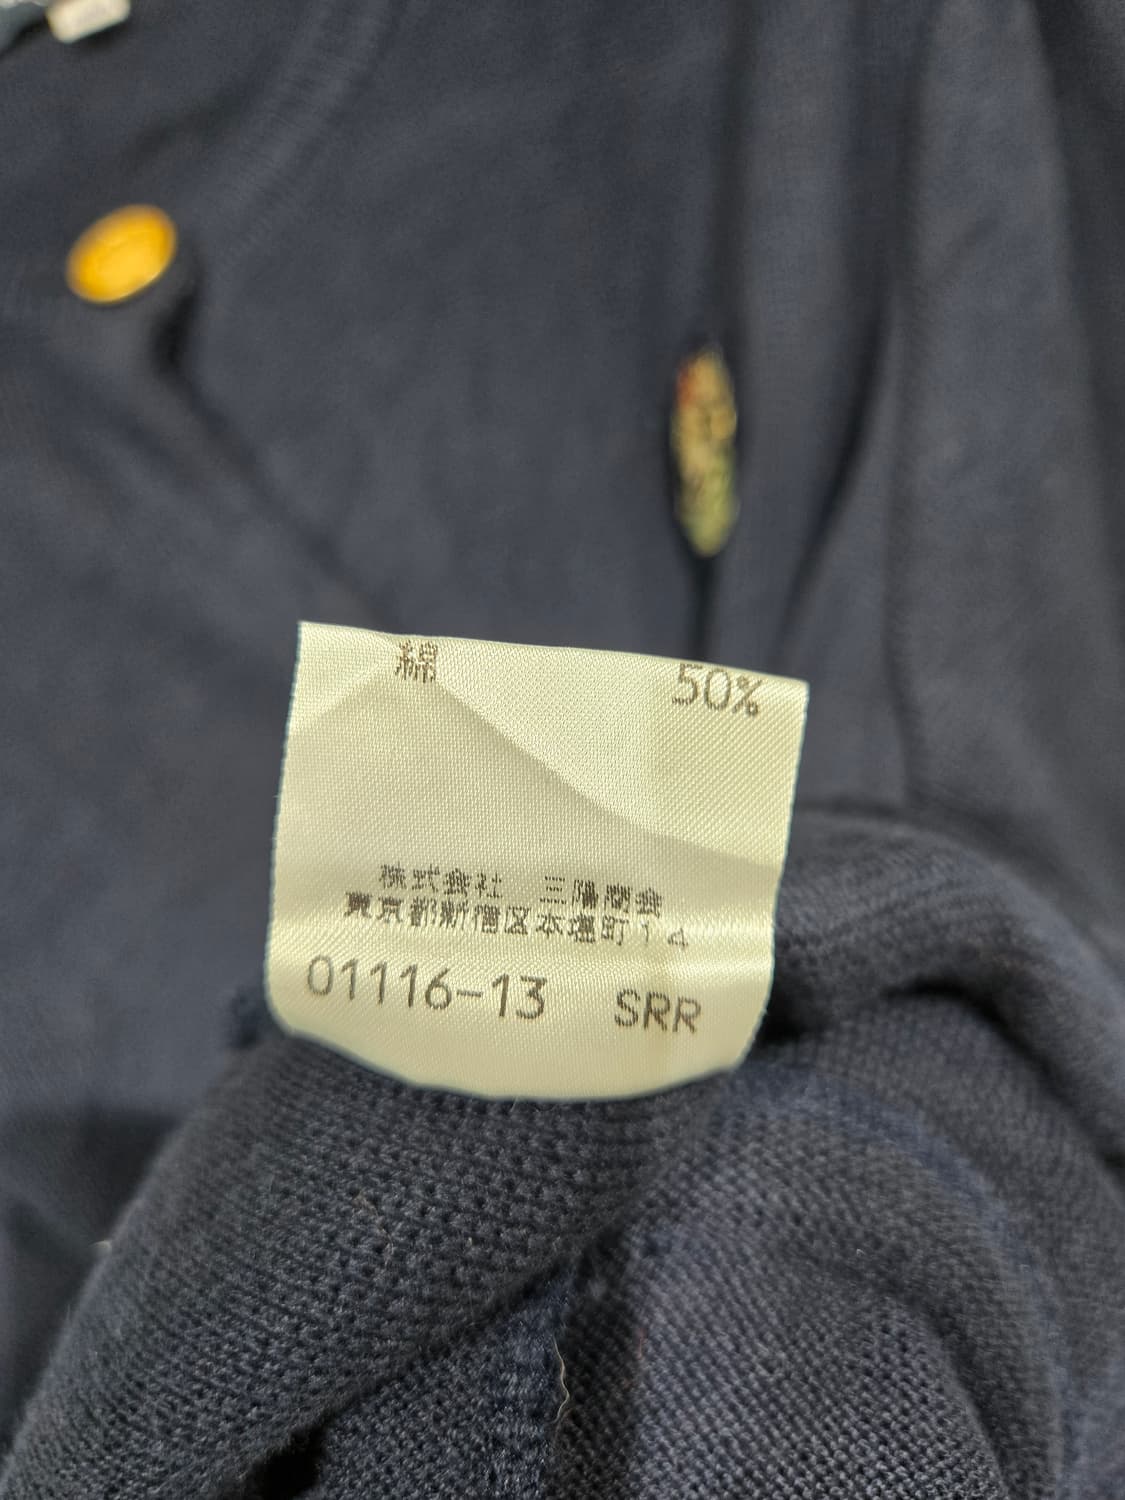 綿 50%
株式会社 三陽商会
東京都新宿区本塩町14
01116-13 SRR